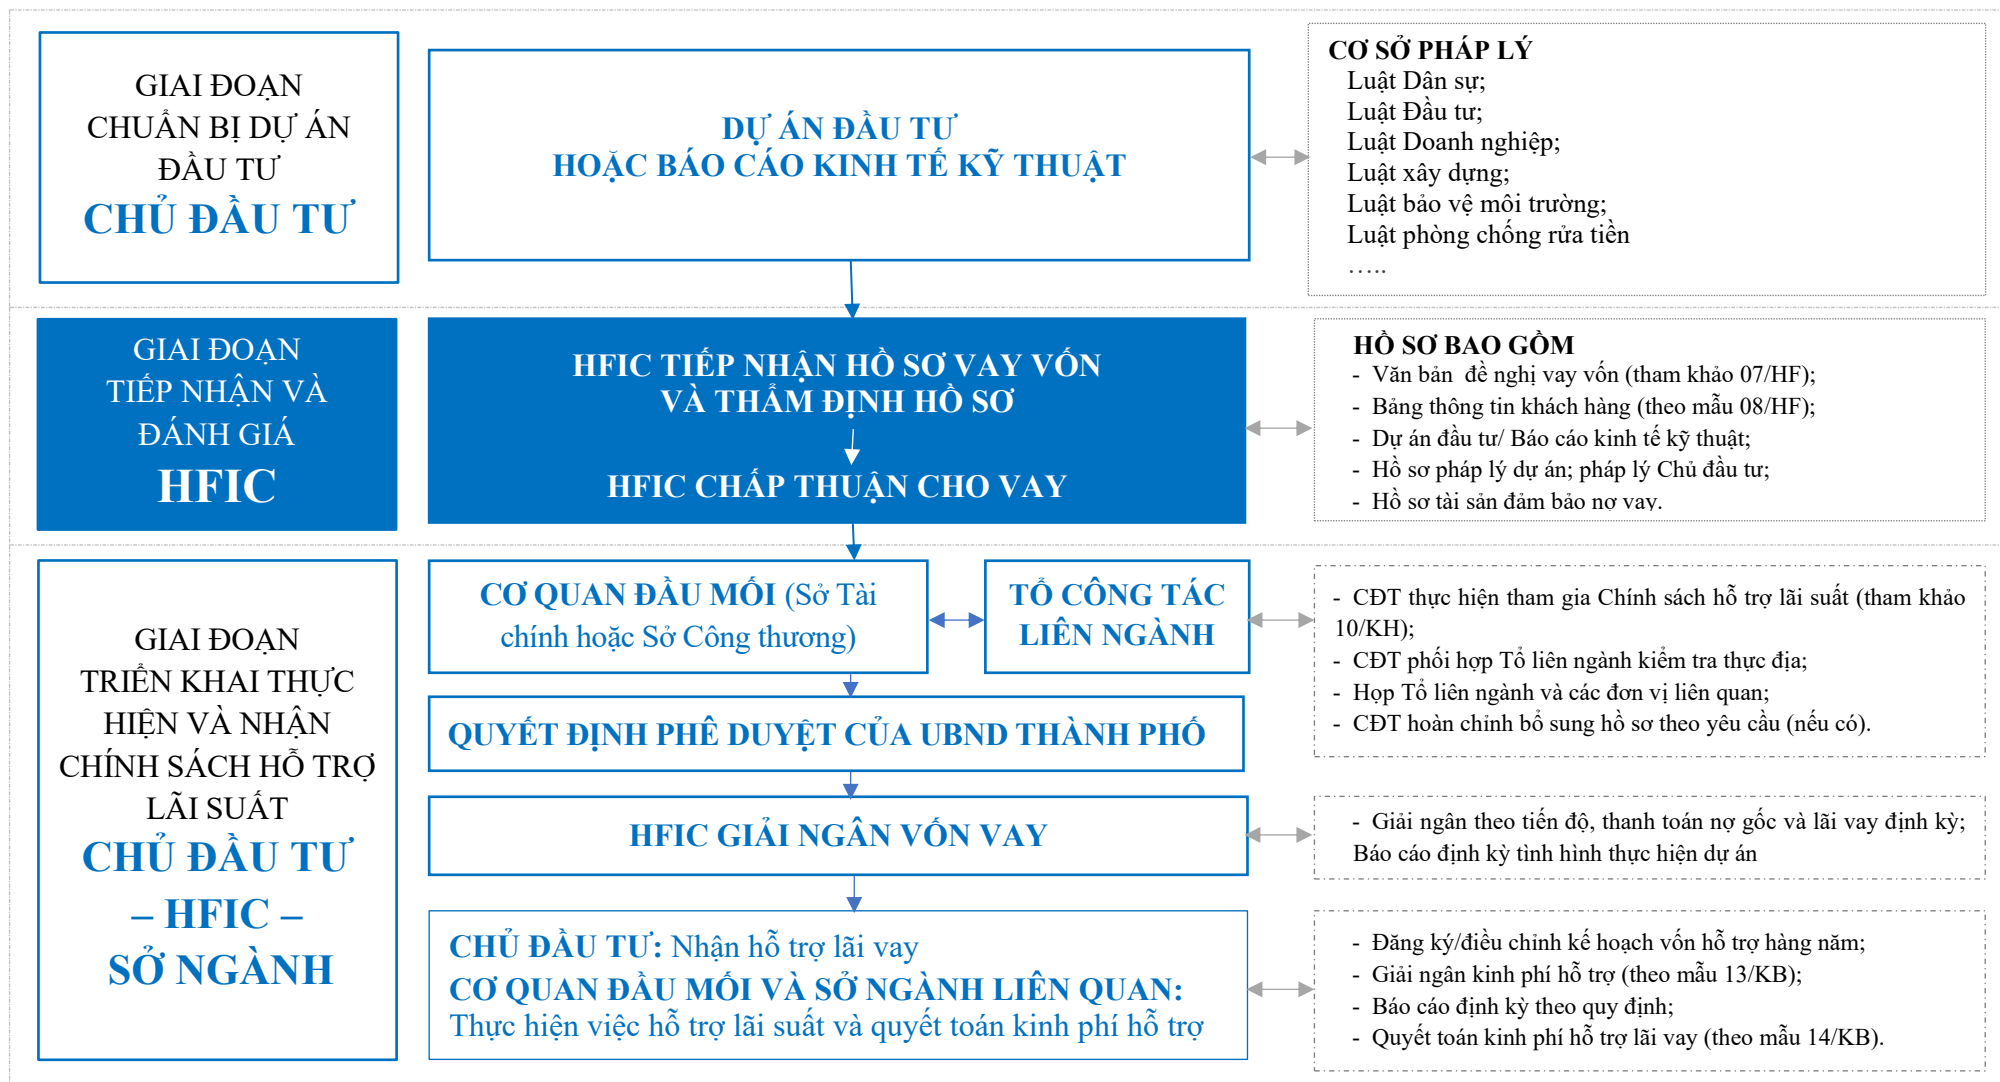 GIAI ĐOẠN
CHUẨN BỊ DỰ ÁN
ĐẦU TƯ
CHỦ ĐẦU TƯ
DỰ ÁN ĐẦU TƯ
HOẶC BÁO CÁO KINH TẾ KỸ THUẬT
CƠ SỞ PHÁP LÝ
Luật Dân sự;
Luật Đầu tư;
Luật Doanh nghiệp;
Luật xây dựng;
Luật bảo vệ môi trường;
Luật phòng chống rửa tiền
…..
GIAI ĐOẠN
TIẾP NHẬN VÀ
ĐÁNH GIÁ
HFIC
HFIC TIẾP NHẬN HỒ SƠ VAY VỐN
VÀ THẨM ĐỊNH HỒ SƠ
HFIC CHẤP THUẬN CHO VAY
HỒ SƠ BAO GỒM
- Văn bản đề nghị vay vốn (tham khảo 07/HF);
- Bảng thông tin khách hàng (theo mẫu 08/HF);
- Dự án đầu tư/ Báo cáo kinh tế kỹ thuật;
- Hồ sơ pháp lý dự án; pháp lý Chủ đầu tư;
- Hồ sơ tài sản đảm bảo nợ vay.
GIAI ĐOẠN
TRIỂN KHAI THỰC
HIỆN VÀ NHẬN
CHÍNH SÁCH HỖ TRỢ
LÃI SUẤT
CHỦ ĐẦU TƯ
– HFIC –
SỞ NGÀNH
CƠ QUAN ĐẦU MỐI (Sở Tài
chính hoặc Sở Công thương)
TỔ CÔNG TÁC
LIÊN NGÀNH
- CĐT thực hiện tham gia Chính sách hỗ trợ lãi suất (tham khảo
10/KH);
- CĐT phối hợp Tổ liên ngành kiểm tra thực địa;
- Họp Tổ liên ngành và các đơn vị liên quan;
- CĐT hoàn chỉnh bổ sung hồ sơ theo yêu cầu (nếu có).
QUYẾT ĐỊNH PHÊ DUYỆT CỦA UBND THÀNH PHỐ
HFIC GIẢI NGÂN VỐN VAY
- Giải ngân theo tiến độ, thanh toán nợ gốc và lãi vay định kỳ;
Báo cáo định kỳ tình hình thực hiện dự án
CHỦ ĐẦU TƯ: Nhận hỗ trợ lãi vay
CƠ QUAN ĐẦU MỐI VÀ SỞ NGÀNH LIÊN QUAN:
Thực hiện việc hỗ trợ lãi suất và quyết toán kinh phí hỗ trợ
- Đăng ký/điều chỉnh kế hoạch vốn hỗ trợ hàng năm;
- Giải ngân kinh phí hỗ trợ (theo mẫu 13/KB);
- Báo cáo định kỳ theo quy định;
- Quyết toán kinh phí hỗ trợ lãi vay (theo mẫu 14/KB).